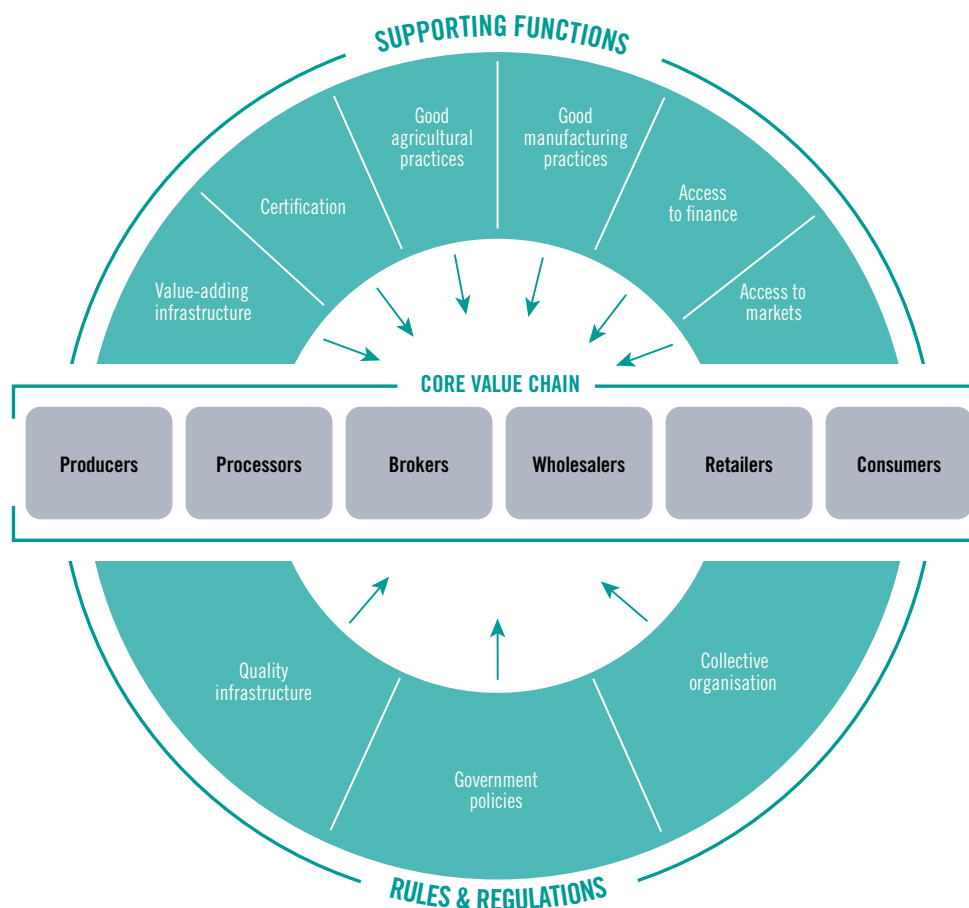 SUPPORTING FUNCTIONS
Good
agricultural
practices
Good
manufacturing
practices
Certification
Access
to finance
Value-adding
infrastructure
Access to
markets
CORE VALUE CHAIN
Producers
Processors
Brokers
Wholesalers
Retailers
Consumers
Quality
infrastructure
Collective
organisation
Government
policies
RULES & REGULATIONS